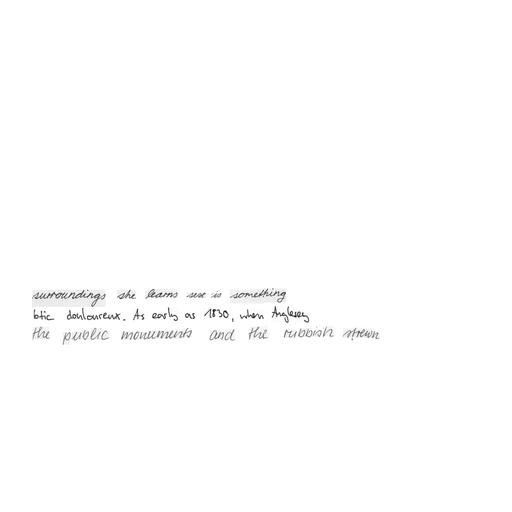 surroundings she learns sex is something
btic douloureux. As early as 1830, when Anglesey
the public monuments and the rubbish strewn